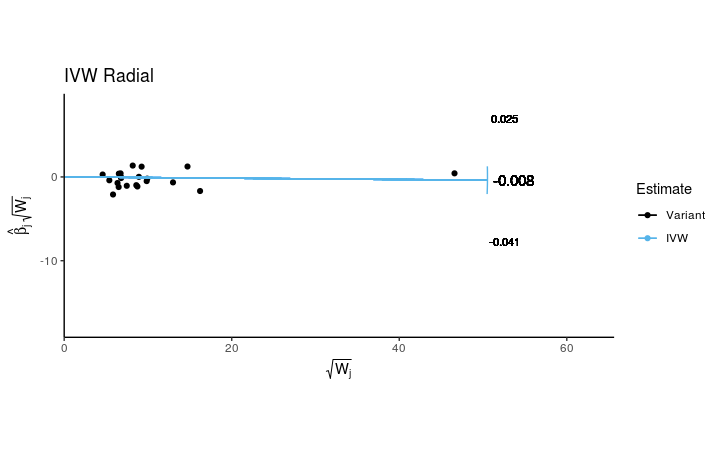 IVW Radial
0.025
0
-0.008
-10
-0.041
0
20
40
60
√Wj
β̂j√Wj
Estimate
Variant
IVW